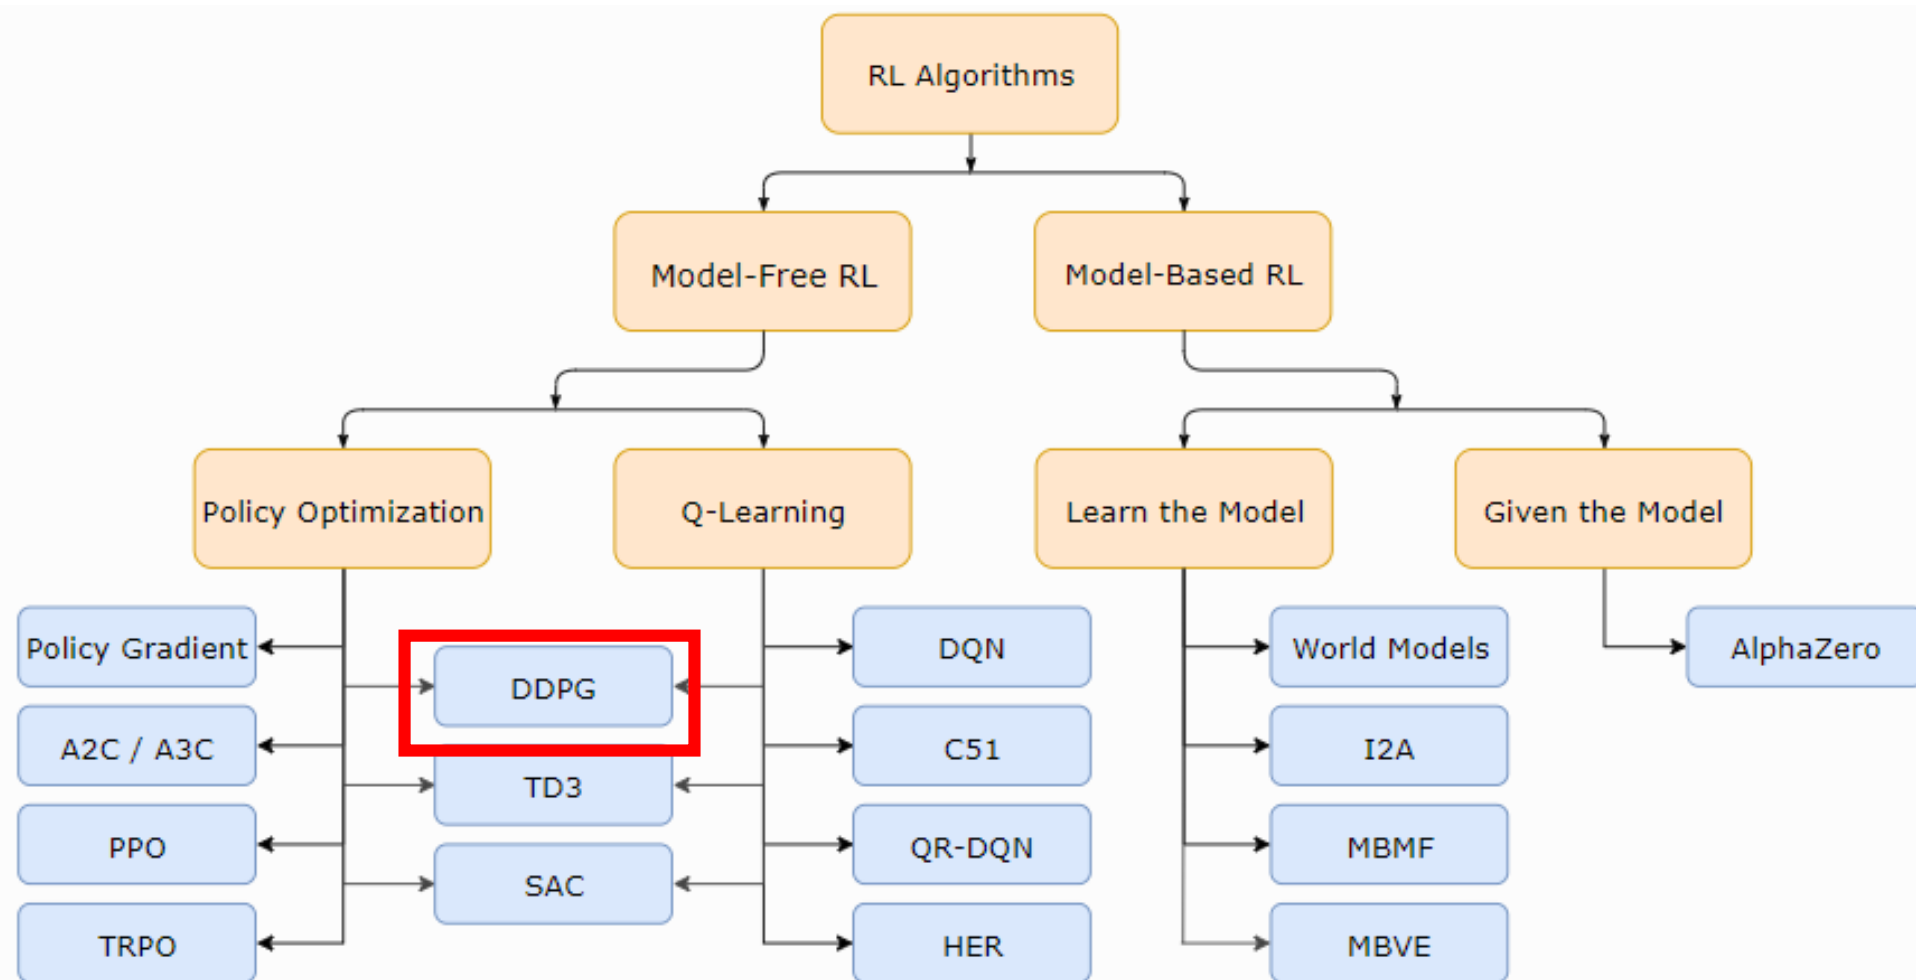 RL Algorithms
Model-Free RL
Model-Based RL
Policy Optimization
Q-Learning
Learn the Model
Given the Model
Policy Gradient
DDPG
DQN
World Models
AlphaZero
A2C / A3C
TD3
C51
I2A
PPO
SAC
QR-DQN
MBMF
TRPO
HER
MBVE